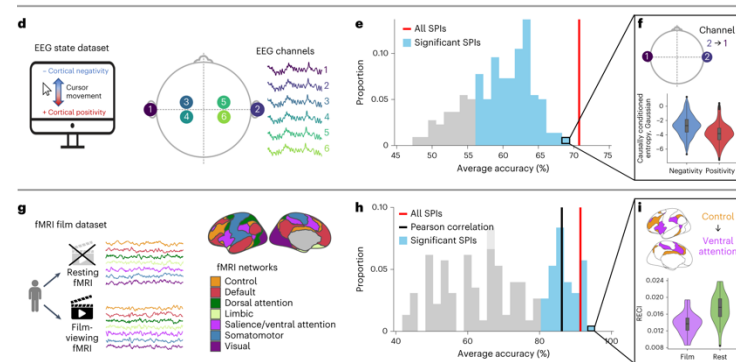 d
EEG state dataset
− Cortical negativity
Cursor
movement
+ Cortical positivity
EEG channels
1
2
3
4
5
6
1
2
3
5
4
6
e
All SPIs
Significant SPIs
Proportion
0.10
0.05
0
45 50 55 60 65 70 75
Average accuracy (%)
f
Channel
2 → 1
1
2
Causally conditioned
entropy, Gaussian
0
−2
−4
−6
Negativity Positivity
g
fMRI film dataset
Resting
fMRI
Film-
viewing
fMRI
fMRI networks
Control
Default
Dorsal attention
Limbic
Salience/ventral attention
Somatomotor
Visual
h
All SPIs
Pearson correlation
Significant SPIs
Proportion
0.10
0.05
0
40 60 80 100
Average accuracy (%)
i
Control
↓
Ventral
attention
RECI
0.024
0.020
0.016
0.012
0.008
Film Rest